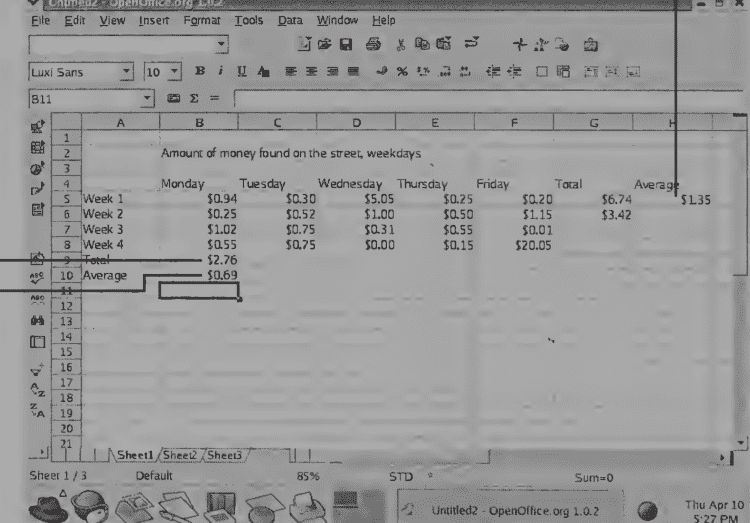 Untitled2 - OpenOffice.org 1.0.2
File Edit View Insert Format Tools Data Window Help
Luxi Sans 10 B i U A
B11 Σ =
A B C D E F G H
1
2 Amount of money found on the street, weekdays
3
4 Monday Tuesday Wednesday Thursday Friday Total Average
5 Week 1 $0.94 $0.30 $5.05 $0.25 $0.20 $6.74 $1.35
6 Week 2 $0.25 $0.52 $1.00 $0.50 $1.15 $3.42
7 Week 3 $1.02 $0.75 $0.31 $0.55 $0.01
8 Week 4 $0.55 $0.75 $0.00 $0.15 $20.05
9 Total $2.76
10 Average $0.69
11
12
13
14
15
16
17
18
19
20
21
Sheet1 Sheet2 Sheet3
Sheet 1 / 3 Default 85% STD * Sum=0
Untitled2 - OpenOffice.org 1.0.2 Thu Apr 10
5:27 PM